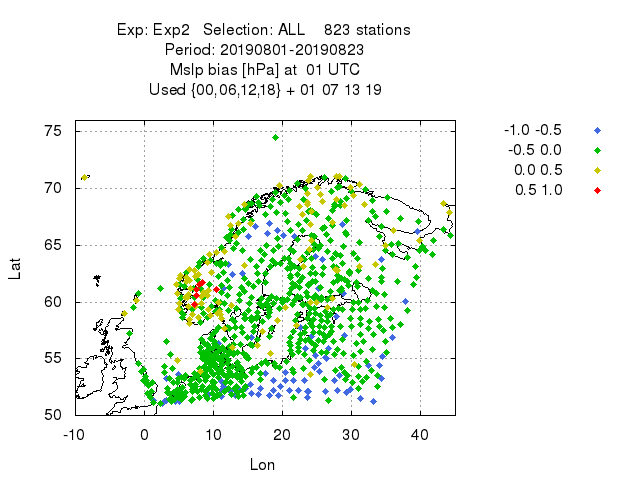 Exp: Exp2 Selection: ALL 823 stations
Period: 20190801-20190823
Mslp bias [hPa] at 01 UTC
Used {00,06,12,18} + 01 07 13 19
-1.0 -0.5
-0.5 0.0
0.0 0.5
0.5 1.0
75
70
65
60
55
50
Lat
-10 0 10 20 30 40
Lon